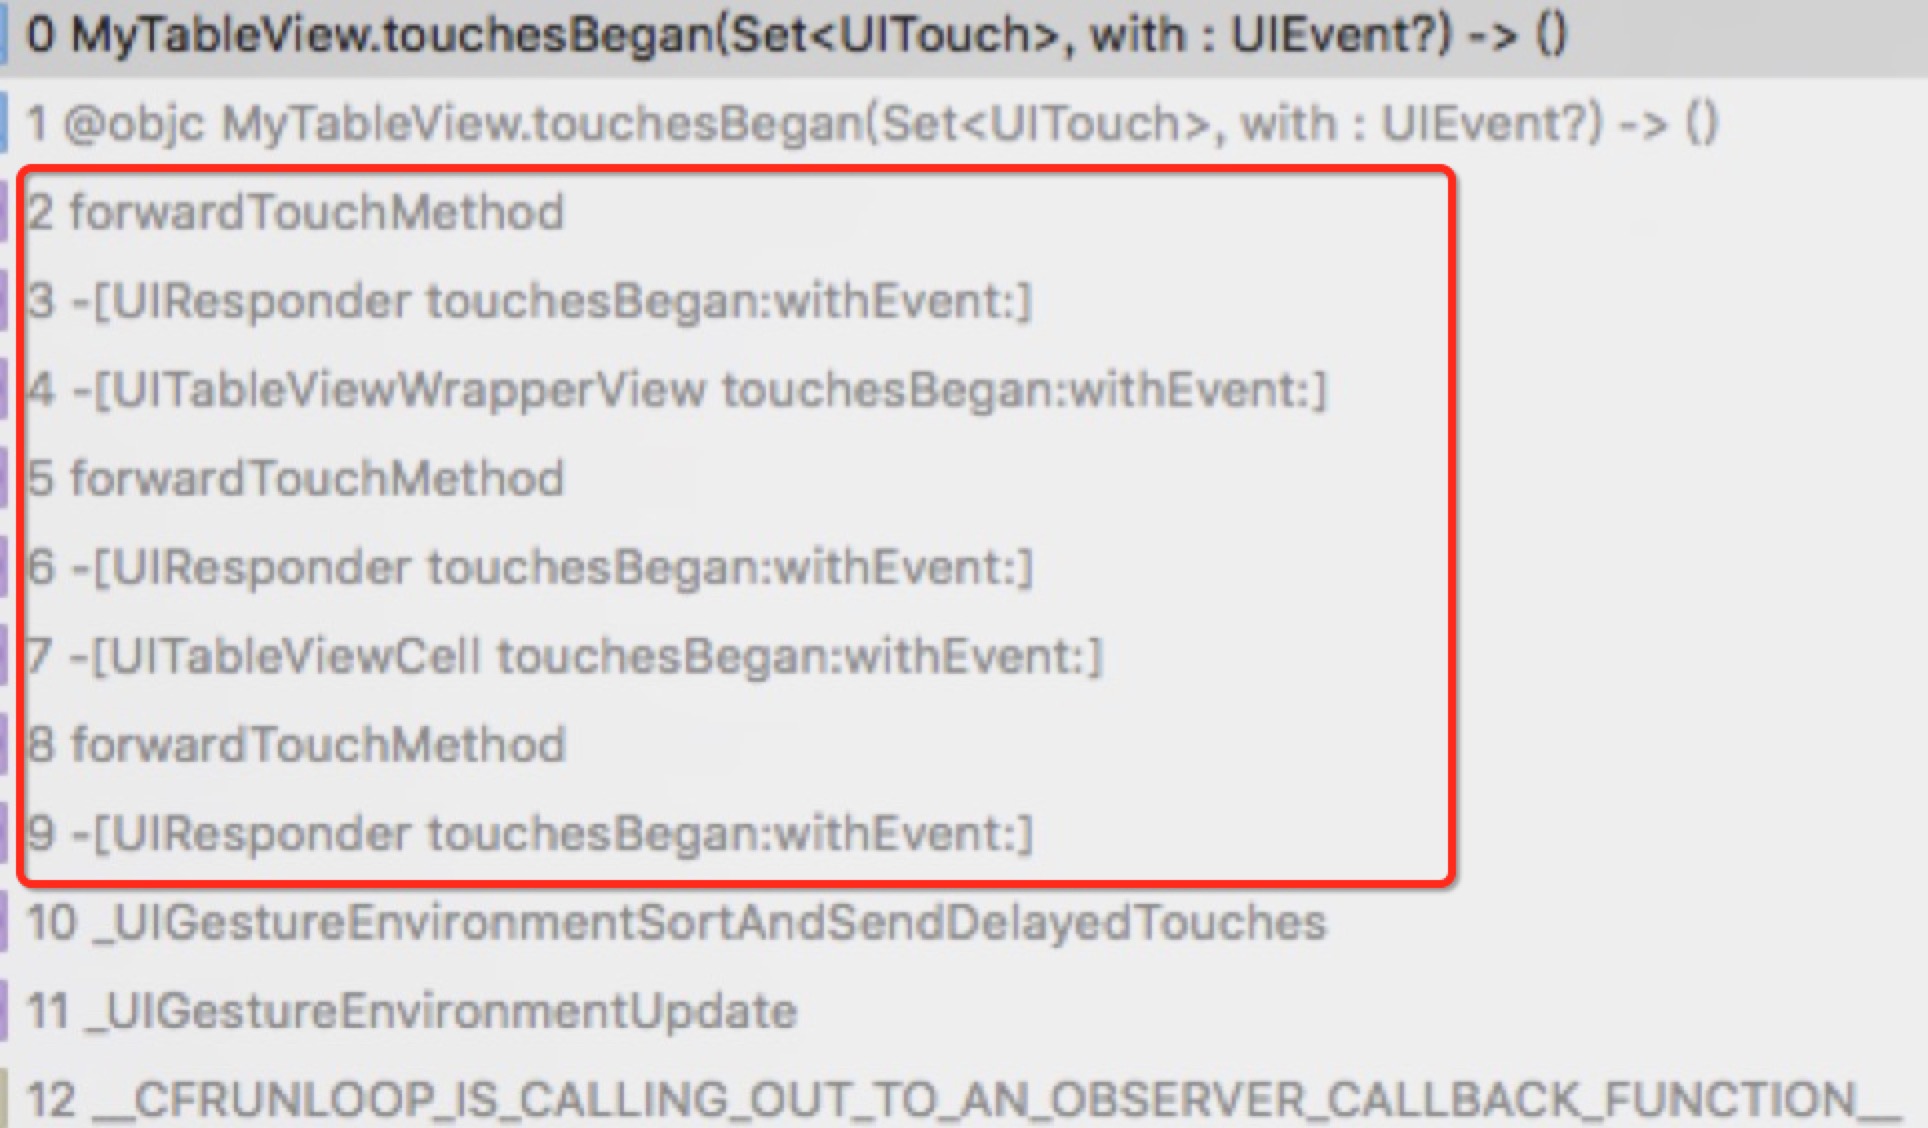 0 MyTableView.touchesBegan(Set<UITouch>, with : UIEvent?) -> ()
1 @objc MyTableView.touchesBegan(Set<UITouch>, with : UIEvent?) -> ()
2 forwardTouchMethod
3 -[UIResponder touchesBegan:withEvent:]
4 -[UITableViewWrapperView touchesBegan:withEvent:]
5 forwardTouchMethod
6 -[UIResponder touchesBegan:withEvent:]
7 -[UITableViewCell touchesBegan:withEvent:]
8 forwardTouchMethod
9 -[UIResponder touchesBegan:withEvent:]
10 _UIGestureEnvironmentSortAndSendDelayedTouches
11 _UIGestureEnvironmentUpdate
12 __CFRUNLOOP_IS_CALLING_OUT_TO_AN_OBSERVER_CALLBACK_FUNCTION__